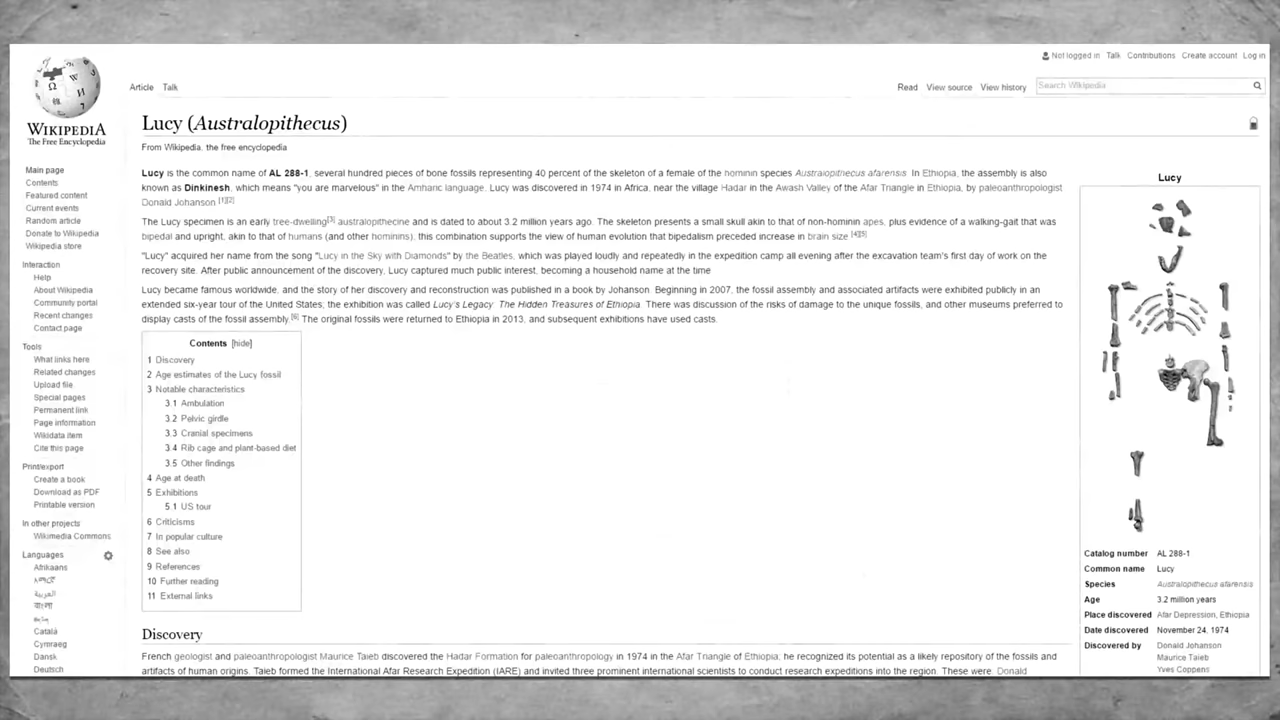 Not logged in Talk Contributions Create account Log in
Article Talk Read View source View history Search Wikipedia
WIKIPEDIA
The Free Encyclopedia
Lucy (Australopithecus)
From Wikipedia, the free encyclopedia
Main page
Contents
Featured content
Current events
Random article
Donate to Wikipedia
Wikipedia store
Interaction
Help
About Wikipedia
Community portal
Recent changes
Contact page
Tools
What links here
Related changes
Upload file
Special pages
Permanent link
Page information
Wikidata item
Cite this page
Print/export
Create a book
Download as PDF
Printable version
In other projects
Wikimedia Commons
Languages
Afrikaans
አማርኛ
العربية
বাংলা
Català
Cymraeg
Dansk
Deutsch
Lucy is the common name of AL 288-1, several hundred pieces of bone fossils representing 40 percent of the skeleton of a female of the hominin species Australopithecus afarensis. In Ethiopia, the assembly is also
known as Dinkinesh, which means "you are marvelous" in the Amharic language. Lucy was discovered in 1974 in Africa, near the village Hadar in the Awash Valley of the Afar Triangle in Ethiopia, by paleoanthropologist
Donald Johanson.[1][2]
The Lucy specimen is an early tree-dwelling[3] australopithecine and is dated to about 3.2 million years ago. The skeleton presents a small skull akin to that of non-hominin apes, plus evidence of a walking-gait that was
bipedal and upright, akin to that of humans (and other hominins), this combination supports the view of human evolution that bipedalism preceded increase in brain size.[4][5]
"Lucy" acquired her name from the song "Lucy in the Sky with Diamonds" by the Beatles, which was played loudly and repeatedly in the expedition camp all evening after the excavation team's first day of work on the
recovery site. After public announcement of the discovery, Lucy captured much public interest, becoming a household name at the time
Lucy became famous worldwide, and the story of her discovery and reconstruction was published in a book by Johanson. Beginning in 2007, the fossil assembly and associated artifacts were exhibited publicly in an
extended six-year tour of the United States; the exhibition was called Lucy's Legacy: The Hidden Treasures of Ethiopia. There was discussion of the risks of damage to the unique fossils, and other museums preferred to
display casts of the fossil assembly.[6] The original fossils were returned to Ethiopia in 2013, and subsequent exhibitions have used casts.
Contents [hide]
1 Discovery
2 Age estimates of the Lucy fossil
3 Notable characteristics
3.1 Ambulation
3.2 Pelvic girdle
3.3 Cranial specimens
3.4 Rib cage and plant-based diet
3.5 Other findings
4 Age at death
5 Exhibitions
5.1 US tour
6 Criticisms
7 In popular culture
8 See also
9 References
10 Further reading
11 External links
Discovery
French geologist and paleoanthropologist Maurice Taieb discovered the Hadar Formation for paleoanthropology in 1974 in the Afar Triangle of Ethiopia, he recognized its potential as a likely repository of the fossils and
artifacts of human origins. Taieb formed the International Afar Research Expedition (IARE) and invited three prominent international scientists to conduct research expeditions into the region. These were: Donald
Lucy
Catalog number AL 288-1
Common name Lucy
Species Australopithecus afarensis
Age 3.2 million years
Place discovered Afar Depression, Ethiopia
Date discovered November 24, 1974
Discovered by Donald Johanson
Maurice Taieb
Yves Coppens